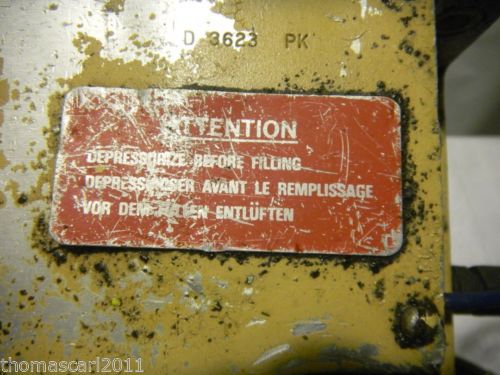 D 3623 PK
ATTENTION
DEPRESSURIZE BEFORE FILLING
DEPRESSURISER AVANT LE REMPLISSAGE
VOR DEM FÜLLEN ENTLÜFTEN
thomascarl2011